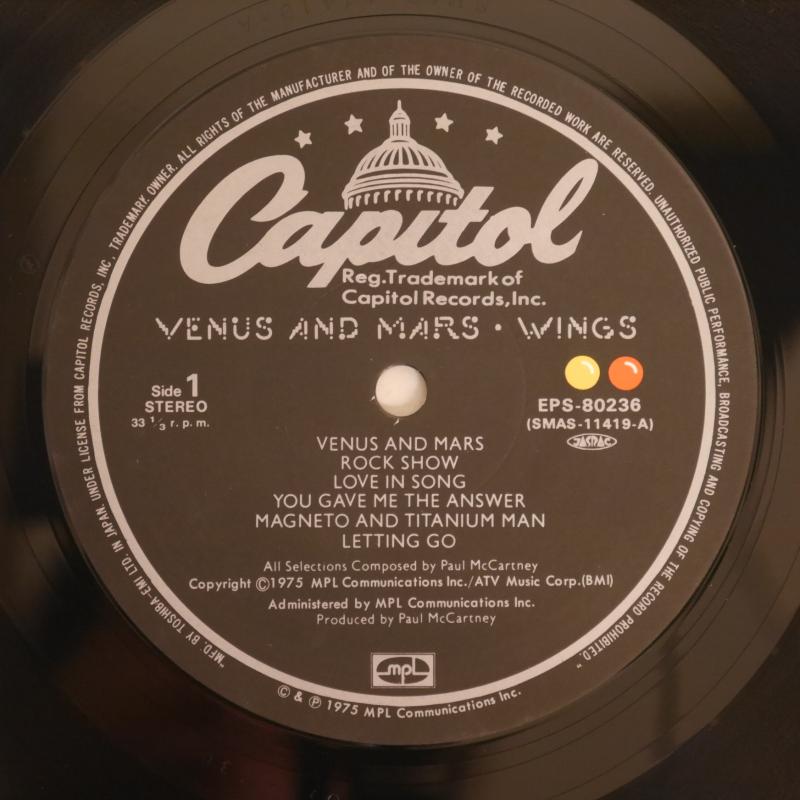 "MFD. BY TOSHIBA-EMI LTD. IN JAPAN. UNDER LICENSE FROM CAPITOL RECORDS, INC., TRADEMARK. OWNER. ALL RIGHTS OF THE MANUFACTURER AND OF THE OWNER OF THE RECORDED WORK ARE RESERVED. UNAUTHORIZED PUBLIC PERFORMANCE, BROADCASTING AND COPYING OF THE RECORD PROHIBITED."
Capitol
Reg.Trademark of
Capitol Records,Inc.
VENUS AND MARS · WINGS
Side 1
STEREO
33 1/3 r.p.m.
EPS-80236
(SMAS-11419-A)
JASRAC
VENUS AND MARS
ROCK SHOW
LOVE IN SONG
YOU GAVE ME THE ANSWER
MAGNETO AND TITANIUM MAN
LETTING GO
All Selections Composed by Paul McCartney
Copyright ©1975 MPL Communications Inc./ATV Music Corp.(BMI)
Administered by MPL Communications Inc.
Produced by Paul McCartney
mpl
© & ℗ 1975 MPL Communications Inc.